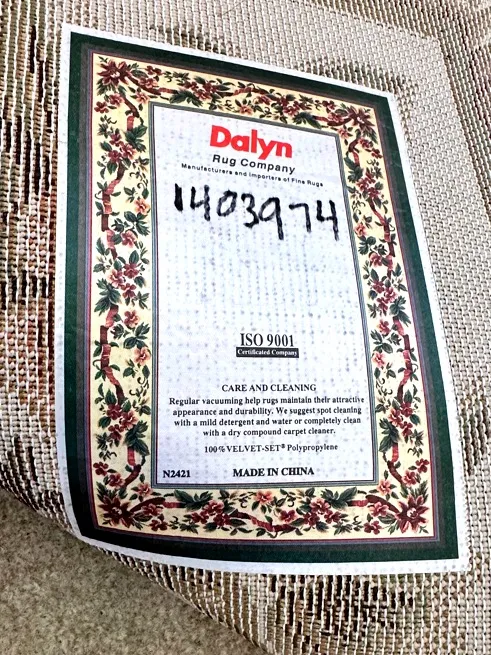 Dalyn
Rug Company
Manufacturers and Importers of Fine Rugs
1403974
ISO 9001
Certificated Company
CARE AND CLEANING
Regular vacuuming help rugs maintain their attractive
appearance and durability. We suggest spot cleaning
with a mild detergent and water or completely clean
with a dry compound carpet cleaner.
100% VELVET-SET® Polypropylene
N2421 MADE IN CHINA